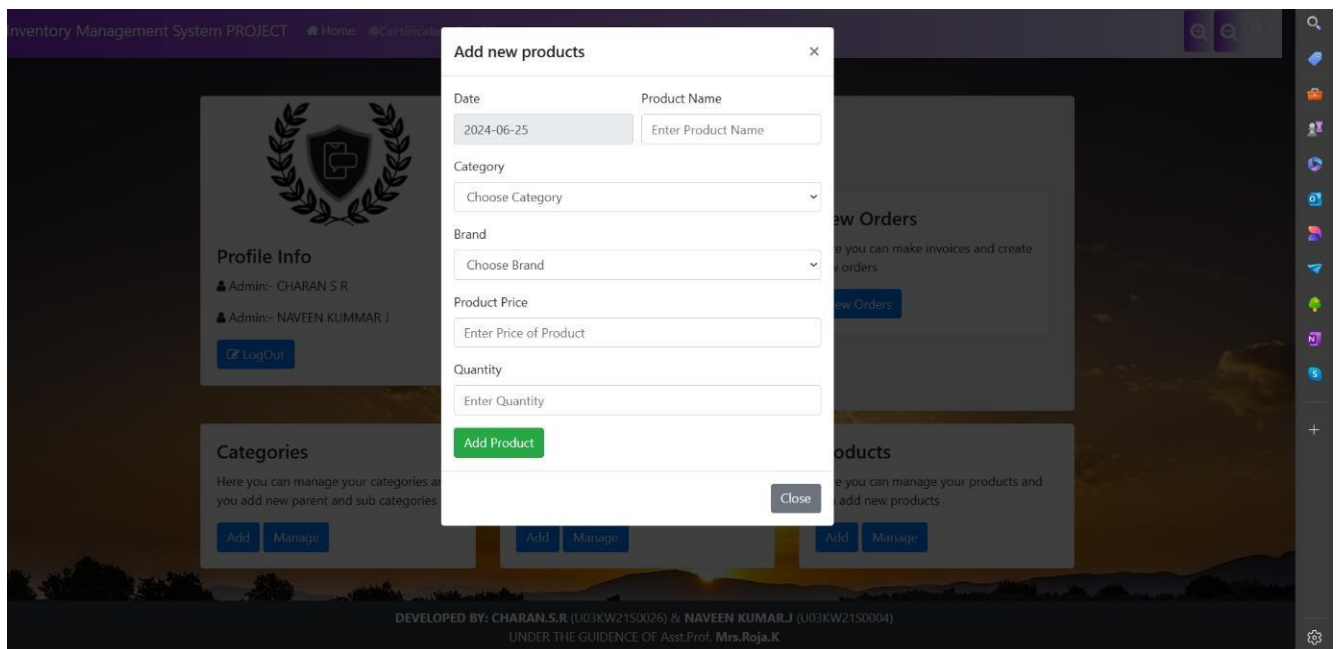 Inventory Management System PROJECT Home Certificate
Add new products ×
Date Product Name
2024-06-25 Enter Product Name
Category
Choose Category
Brand
Choose Brand
Product Price
Enter Price of Product
Quantity
Enter Quantity
Add Product
Close
Profile Info
Admin:- CHARAN S R
Admin:- NAVEEN KUMMAR J
LogOut
ew Orders
e you can make invoices and create
orders
ew Orders
Categories
Here you can manage your categories a
you add new parent and sub categories
Add Manage
Add Manage
oducts
e you can manage your products and
add new products
Add Manage
DEVELOPED BY: CHARAN.S.R (U03KW21S0026) & NAVEEN KUMAR.J (U03KW21S0004)
UNDER THE GUIDENCE OF Asst.Prof. Mrs.Roja.K